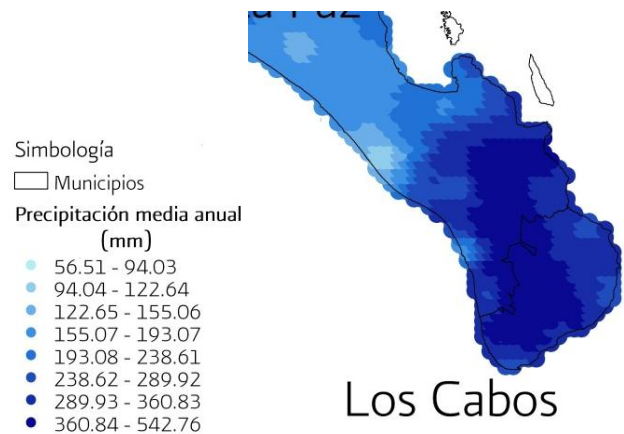 Simbología
Municipios
Precipitación media anual
(mm)
56.51 - 94.03
94.04 - 122.64
122.65 - 155.06
155.07 - 193.07
193.08 - 238.61
238.62 - 289.92
289.93 - 360.83
360.84 - 542.76
Los Cabos